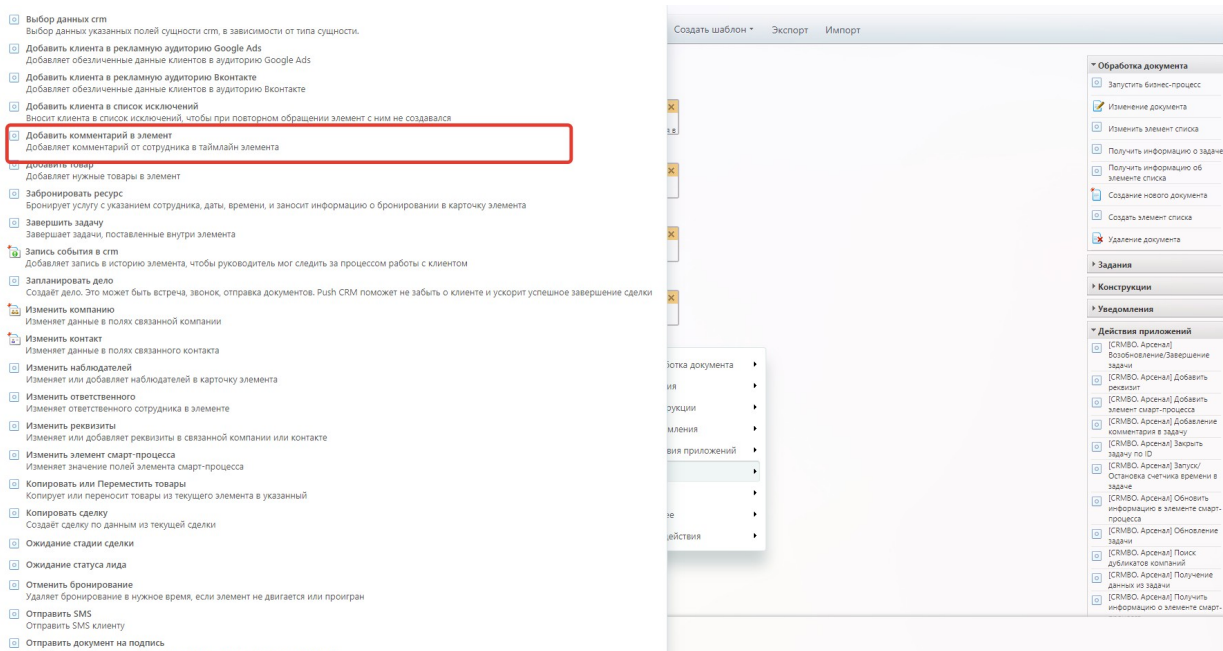 Выбор данных crm
Выбор данных указанных полей сущности crm, в зависимости от типа сущности.
Добавить клиента в рекламную аудиторию Google Ads
Добавляет обезличенные данные клиентов в аудиторию Google Ads
Добавить клиента в рекламную аудиторию Вконтакте
Добавляет обезличенные данные клиентов в аудиторию Вконтакте
Добавить клиента в список исключений
Вносит клиента в список исключений, чтобы при повторном обращении элемент с ним не создавался
Добавить комментарий в элемент
Добавляет комментарий от сотрудника в таймлайн элемента
Добавить товар
Добавляет нужные товары в элемент
Забронировать ресурс
Бронирует услугу с указанием сотрудника, даты, времени, и заносит информацию о бронировании в карточку элемента
Завершить задачу
Завершает задачи, поставленные внутри элемента
Запись события в crm
Добавляет запись в историю элемента, чтобы руководитель мог следить за процессом работы с клиентом
Запланировать дело
Создаёт дело. Это может быть встреча, звонок, отправка документов. Push CRM поможет не забыть о клиенте и ускорит успешное завершение сделки
Изменить компанию
Изменяет данные в полях связанной компании
Изменить контакт
Изменяет данные в полях связанного контакта
Изменить наблюдателей
Изменяет или добавляет наблюдателей в карточку элемента
Изменить ответственного
Изменяет ответственного сотрудника в элементе
Изменить реквизиты
Изменяет или добавляет реквизиты в связанной компании или контакте
Изменить элемент смарт-процесса
Изменяет значение полей элемента смарт-процесса
Копировать или Переместить товары
Копирует или переносит товары из текущего элемента в указанный
Копировать сделку
Создаёт сделку по данным из текущей сделки
Ожидание стадии сделки
Ожидание статуса лида
Отменить бронирование
Удаляет бронирование в нужное время, если элемент не двигается или проигран
Отправить SMS
Отправить SMS клиенту
Отправить документ на подпись
Создать шаблон Экспорт Импорт
ботка документа
ия
рукции
мления
вия приложений
ее
ействия
Обработка документа
Запустить бизнес-процесс
Изменение документа
Изменить элемент списка
Получить информацию о задаче
Получить информацию об
элементе списка
Создание нового документа
Создать элемент списка
Удаление документа
Задания
Конструкции
Уведомления
Действия приложений
[CRMBO. Арсенал]
Возобновление/Завершение
задачи
[CRMBO. Арсенал] Добавить
реквизит
[CRMBO. Арсенал] Добавить
элемент смарт-процесса
[CRMBO. Арсенал] Добавление
комментария в задачу
[CRMBO. Арсенал] Закрыть
задачу по ID
[CRMBO. Арсенал] Запуск/
Остановка счетчика времени в
задаче
[CRMBO. Арсенал] Обновить
информацию в элементе смарт-
процесса
[CRMBO. Арсенал] Обновление
задачи
[CRMBO. Арсенал] Поиск
дубликатов компаний
[CRMBO. Арсенал] Получение
данных из задачи
[CRMBO. Арсенал] Получить
информацию о элементе смарт-